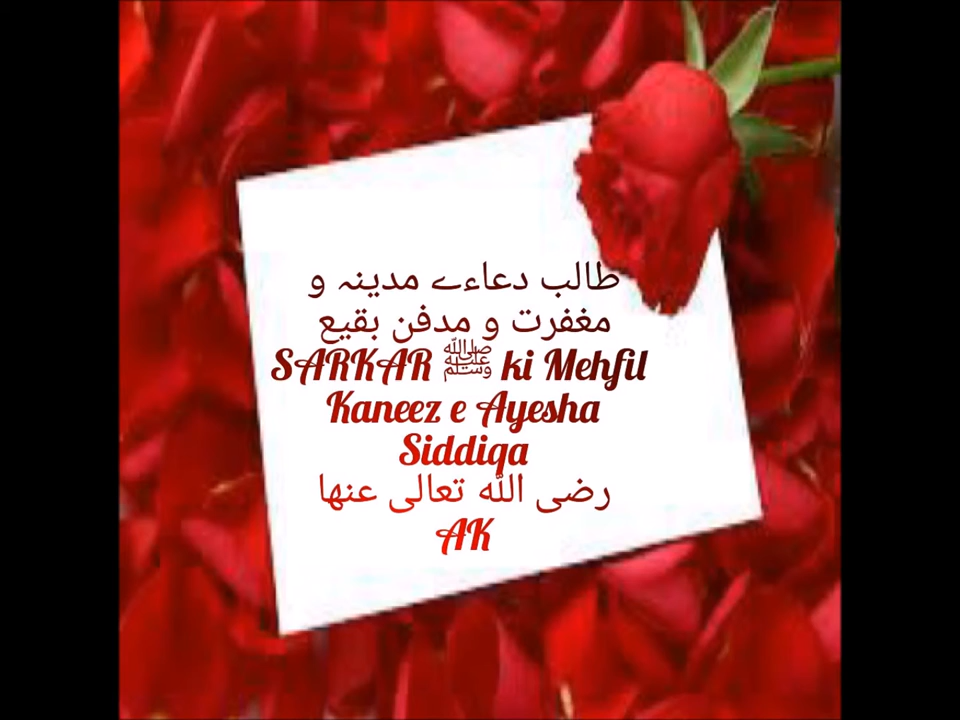 طالب دعاءے مدینہ و
مغفرت و مدفن بقیع
SARKAR ﷺ ki Mehfil
Kaneez e Ayesha
Siddiqa
رضی اللہ تعالی عنھا
AK